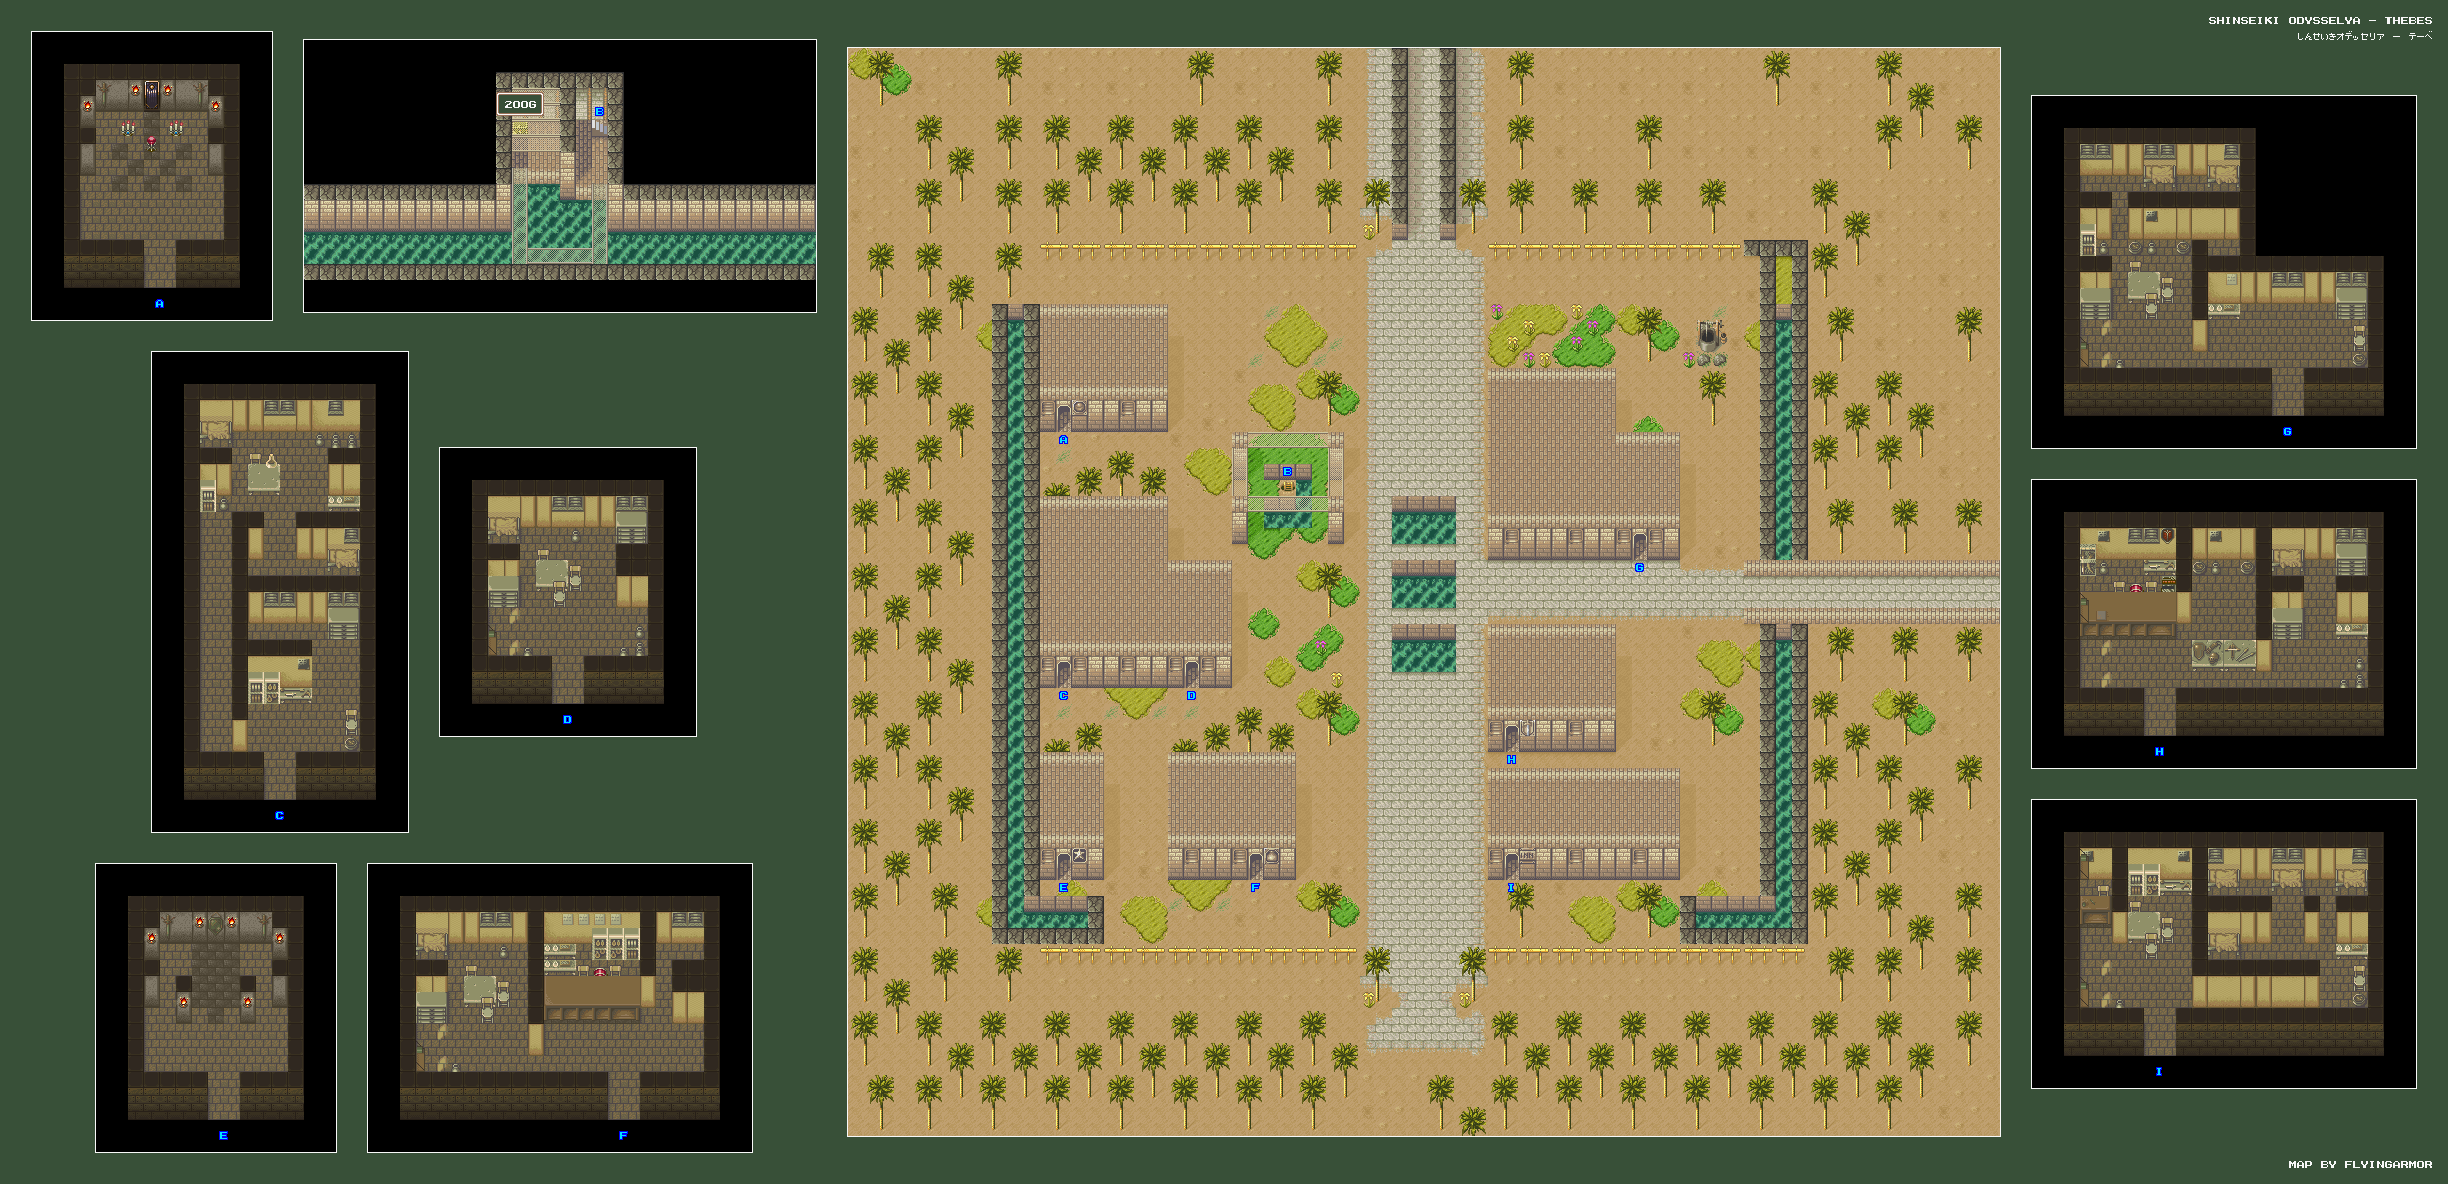 SHINSEIKI ODYSSELYA - THEBES
しんせいきオデッセリア - テーベ
2006
B
A
A
B
C
D
C
D
E
F
E
F
G
H
I
G
H
I
MAP BY FLYINGARMOR